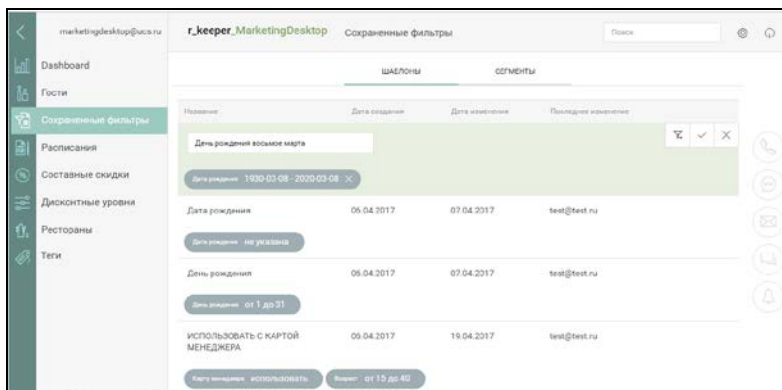 marketingdesktop@ucs.ru
r_keeper_MarketingDesktop
Сохраненные фильтры
Поиск
Dashboard
Гости
Сохраненные фильтры
Расписания
Составные скидки
Дисконтные уровни
Рестораны
Теги
ШАБЛОНЫ
СЕГМЕНТЫ
Название Дата создания Дата изменения Последнее изменение
День рождения восьмое марта
Дата рождения 1930-03-08 - 2020-03-08
Дата рождения 06.04.2017 07.04.2017 test@test.ru
Дата рождения не указана
День рождения 06.04.2017 07.04.2017 test@test.ru
День рождения от 1 до 31
ИСПОЛЬЗОВАТЬ С КАРТОЙ 06.04.2017 19.04.2017 test@test.ru
МЕНЕДЖЕРА
Карту менеджера использовать Возраст от 15 до 40